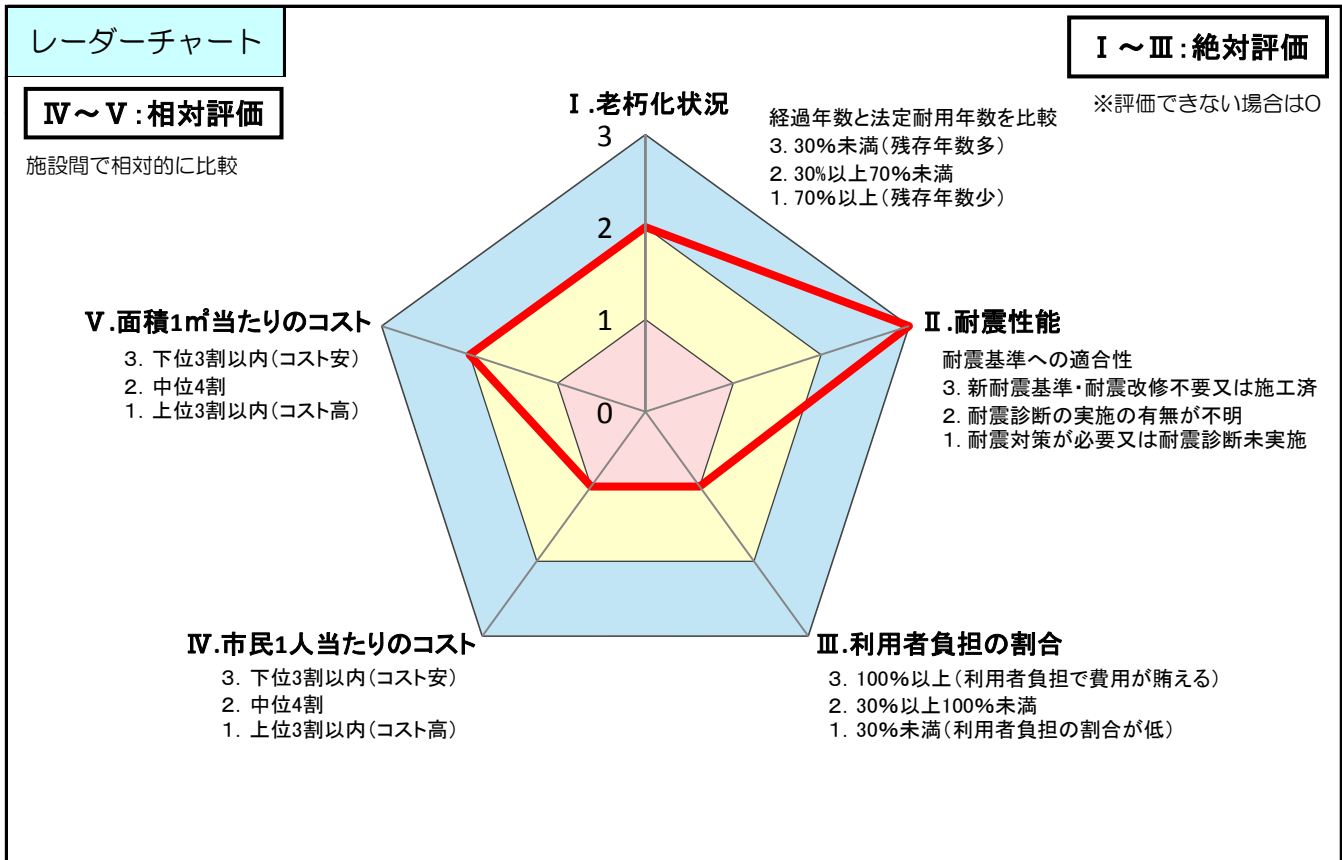 レーダーチャート
Ⅰ～Ⅲ:絶対評価
※評価できない場合は0
Ⅳ～Ⅴ:相対評価
施設間で相対的に比較
Ⅰ.老朽化状況
経過年数と法定耐用年数を比較
3. 30%未満(残存年数多)
2. 30%以上70%未満
1. 70%以上(残存年数少)
3
2
1
0
Ⅴ.面積1㎡当たりのコスト
3. 下位3割以内(コスト安)
2. 中位4割
1. 上位3割以内(コスト高)
Ⅱ.耐震性能
耐震基準への適合性
3. 新耐震基準・耐震改修不要又は施工済
2. 耐震診断の実施の有無が不明
1. 耐震対策が必要又は耐震診断未実施
Ⅳ.市民1人当たりのコスト
3. 下位3割以内(コスト安)
2. 中位4割
1. 上位3割以内(コスト高)
Ⅲ.利用者負担の割合
3. 100%以上(利用者負担で費用が賄える)
2. 30%以上100%未満
1. 30%未満(利用者負担の割合が低)